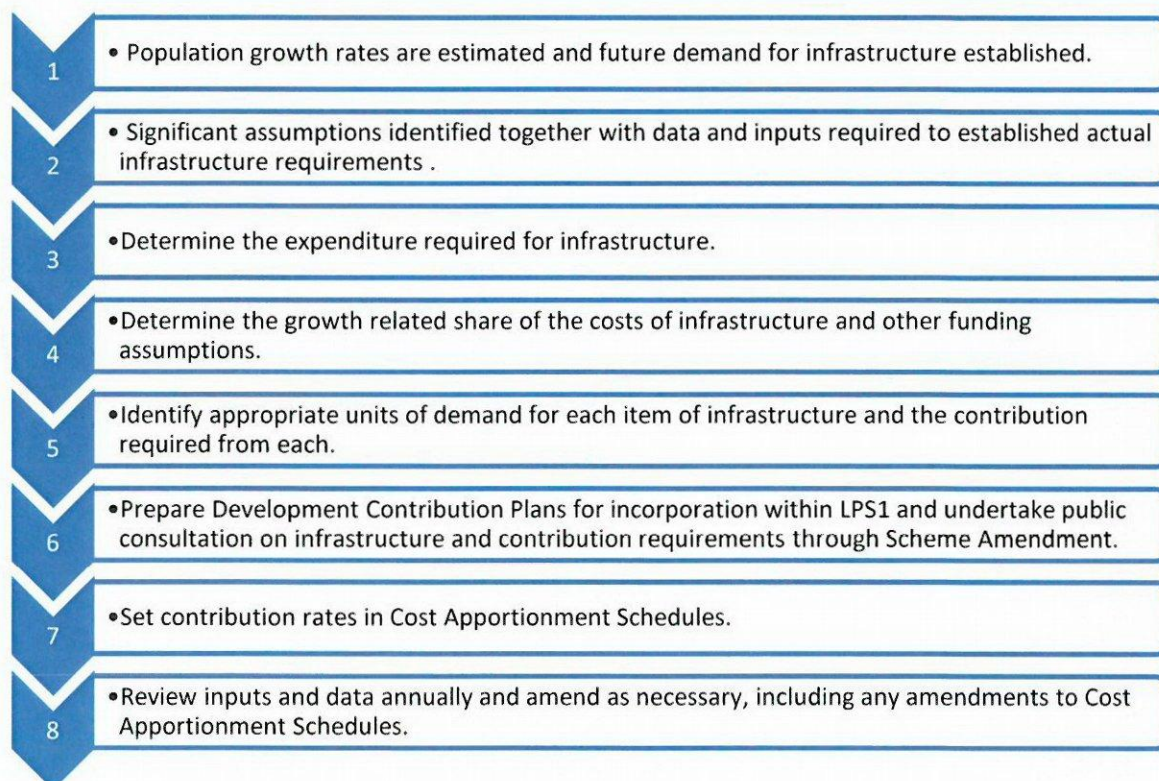 1
• Population growth rates are estimated and future demand for infrastructure established.
2
• Significant assumptions identified together with data and inputs required to established actual
infrastructure requirements .
3
•Determine the expenditure required for infrastructure.
4
•Determine the growth related share of the costs of infrastructure and other funding
assumptions.
5
•Identify appropriate units of demand for each item of infrastructure and the contribution
required from each.
6
•Prepare Development Contribution Plans for incorporation within LPS1 and undertake public
consultation on infrastructure and contribution requirements through Scheme Amendment.
7
•Set contribution rates in Cost Apportionment Schedules.
8
•Review inputs and data annually and amend as necessary, including any amendments to Cost
Apportionment Schedules.